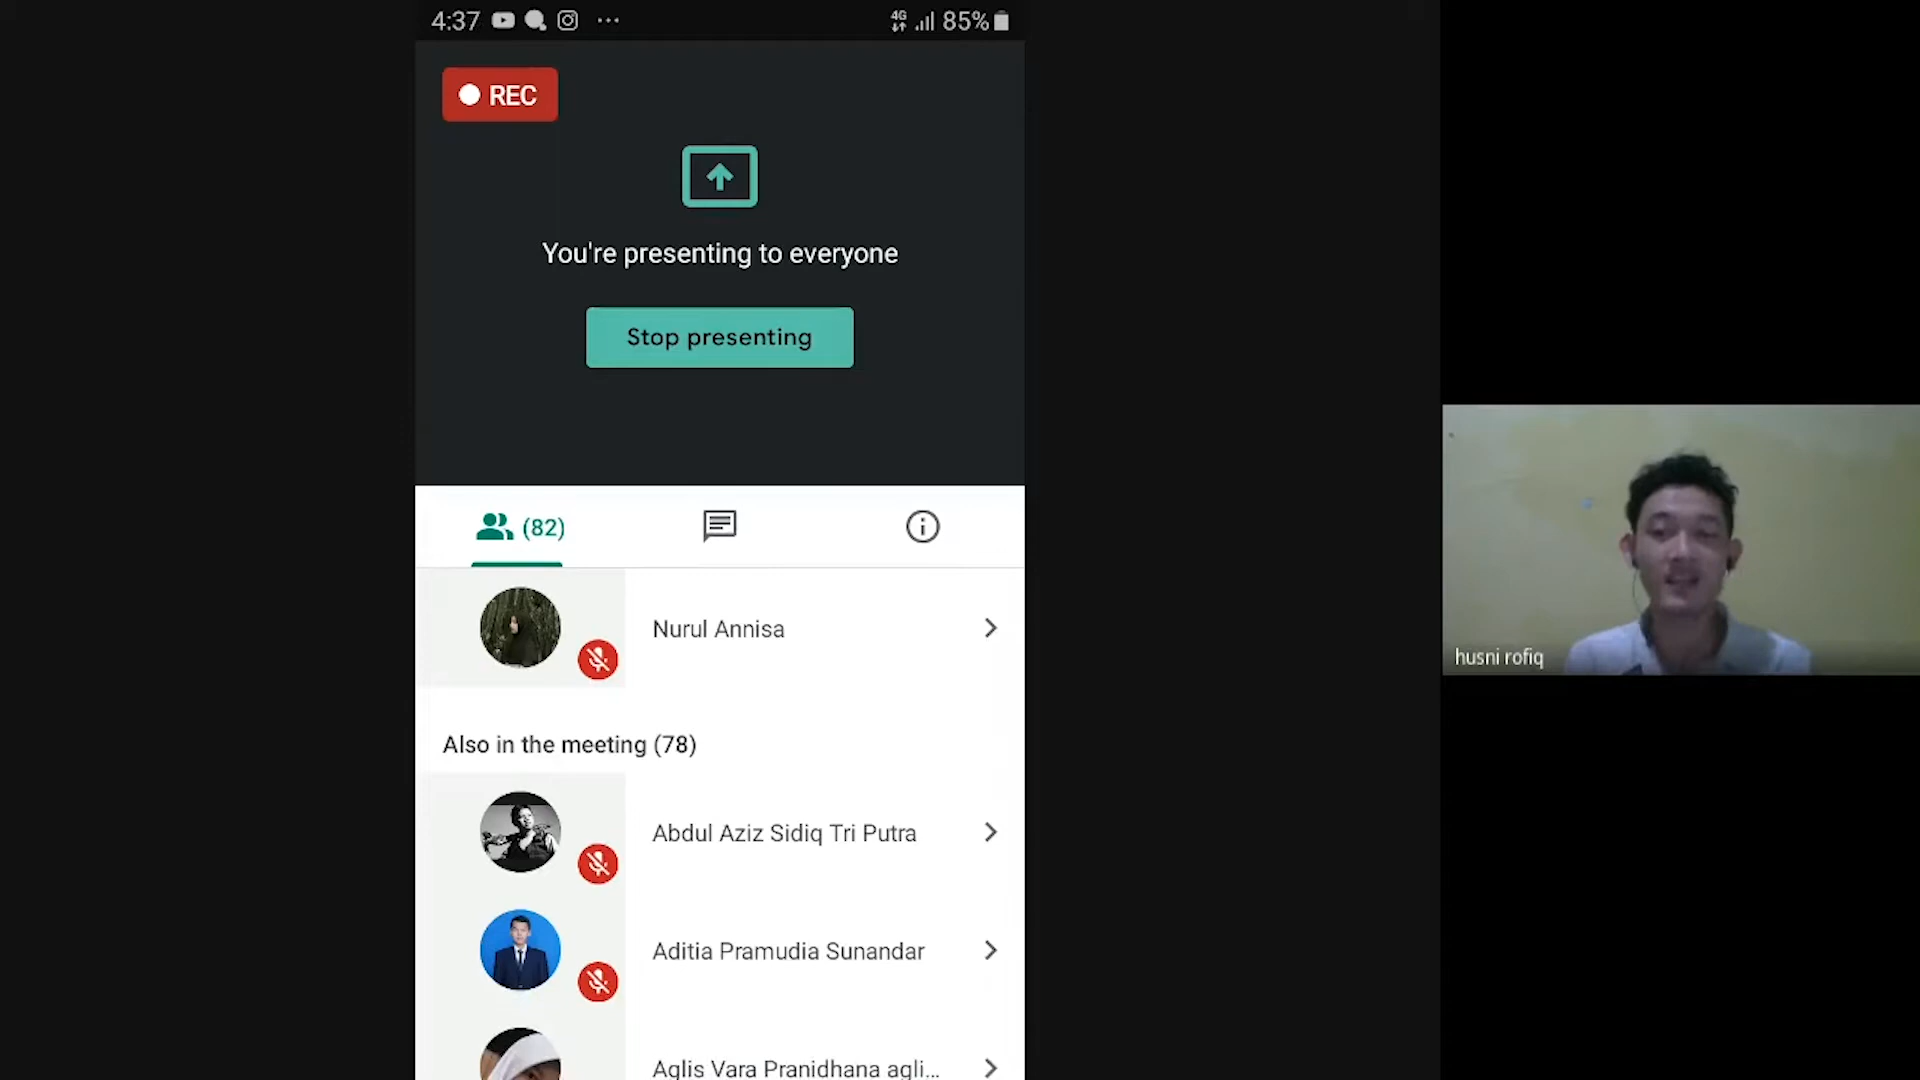 4:37
4G
85%
REC
You're presenting to everyone
Stop presenting
(82)
Nurul Annisa
Also in the meeting (78)
Abdul Aziz Sidiq Tri Putra
Aditia Pramudia Sunandar
Aglis Vara Pranidhana agli...
husni rofiq